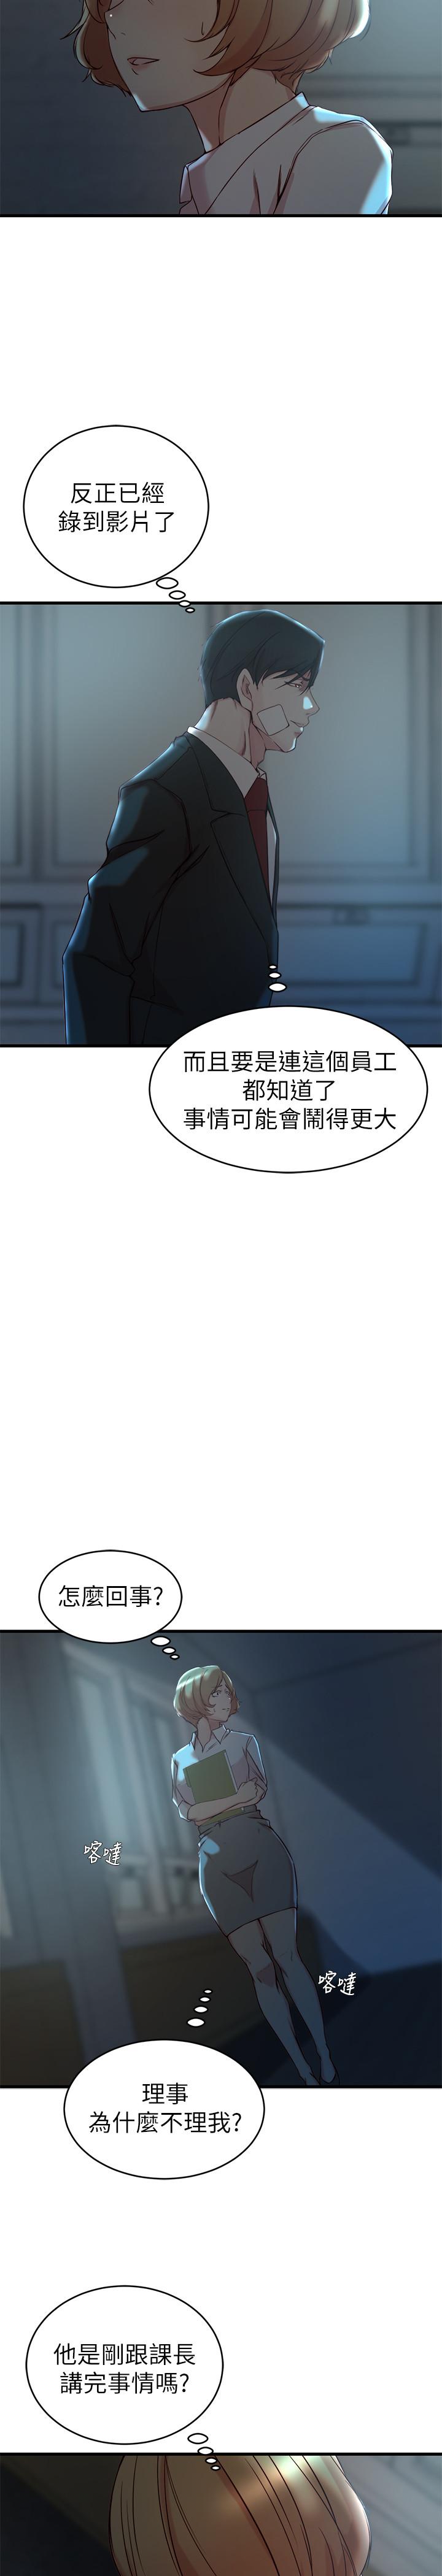 反正已經
錄到影片了
而且要是連這個員工
都知道了
事情可能會鬧得更大
怎麼回事?
喀噠
喀噠
理事
為什麼不理我?
他是剛跟課長
講完事情嗎?